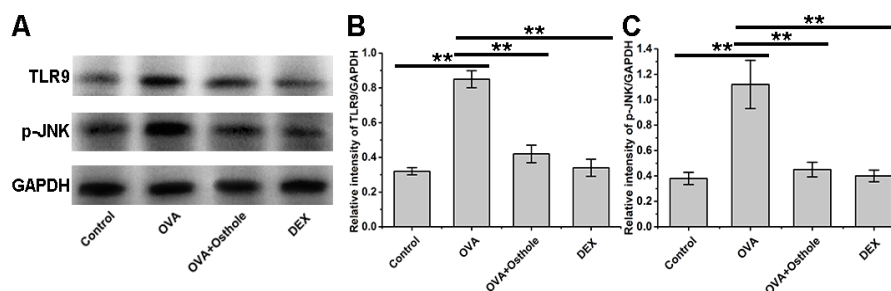 A
TLR9
p-JNK
GAPDH
Control
OVA
OVA+Osthole
DEX
B
Relative intensity of TLR9/GAPDH
1.0
0.8
0.6
0.4
0.2
0.0
**
**
**
Control
OVA
OVA+Osthole
DEX
C
Relative intensity of p-JNK/GAPDH
1.4
1.2
1.0
0.8
0.6
0.4
0.2
0.0
**
**
**
Control
OVA
OVA+Osthole
DEX